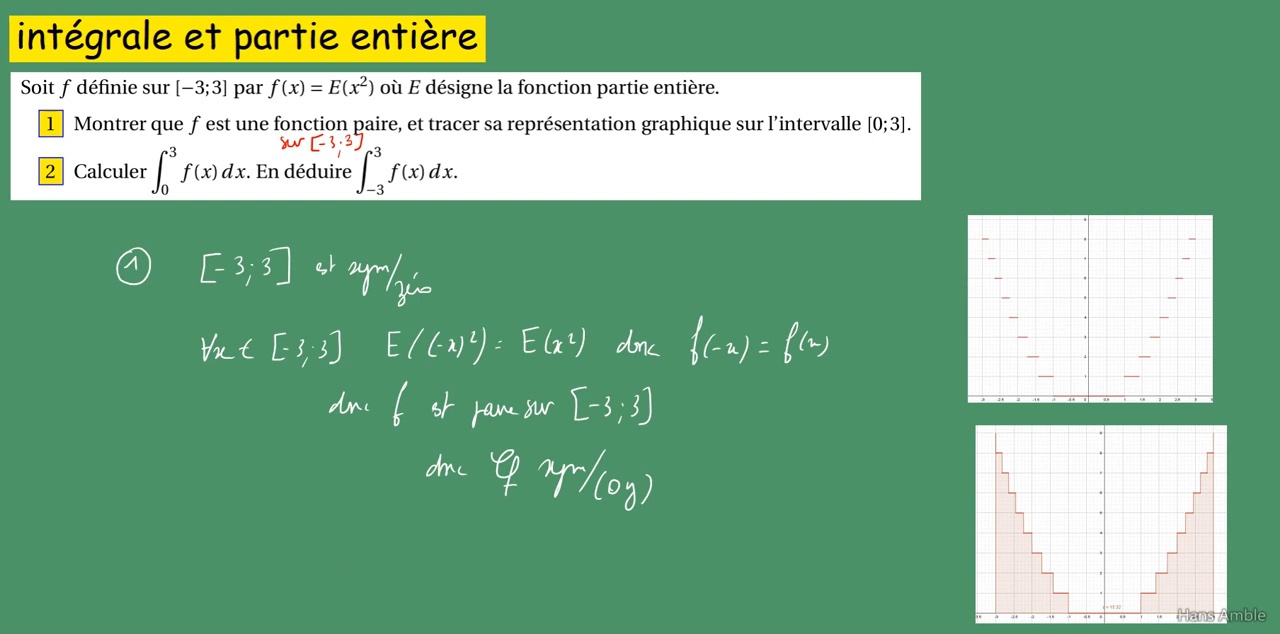 intégrale et partie entière
Soit f définie sur [−3;3] par f(x) = E(x²) où E désigne la fonction partie entière.
1 Montrer que f est une fonction paire, et tracer sa représentation graphique sur l'intervalle [0;3].
sur [-3;3]
2 Calculer ∫₀³ f(x) dx. En déduire ∫₋₃³ f(x) dx.
① [-3;3] est sym/zéro
∀x ∈ [-3;3] E((-x)²) = E(x²) donc f(-x) = f(x)
donc f est paire sur [-3;3]
donc 𝒞f sym/(Oy)
Hans Amble